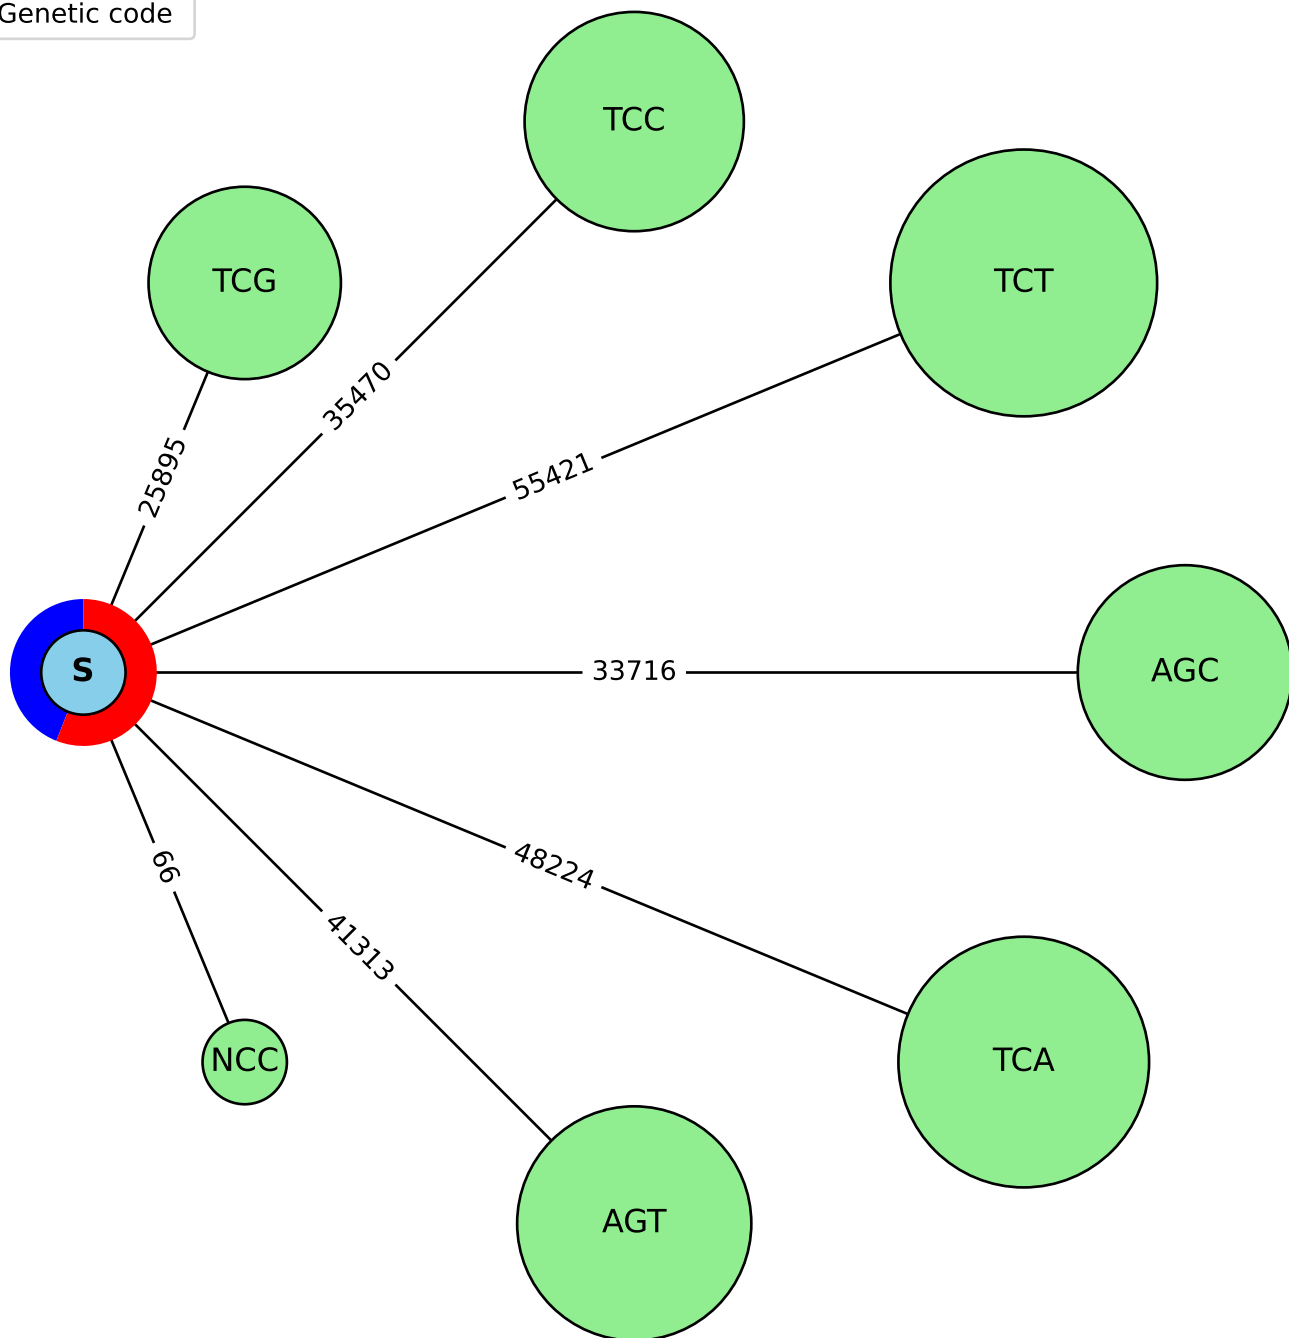 Genetic code
TCC
TCG
TCT
35470
25895
55421
S
33716
AGC
48224
66
41313
NCC
TCA
AGT